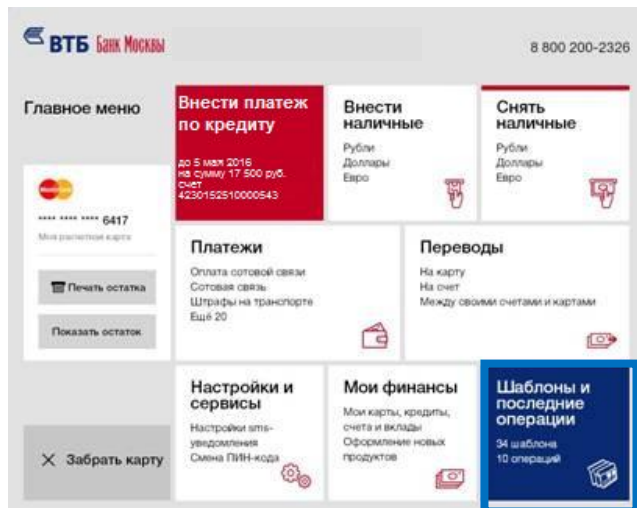 ВТБ Банк Москвы
8 800 200-2326
Главное меню
Внести платеж
по кредиту
до 5 мая 2016
на сумму 17 500 руб.
счет
4230152510000543
Внести
наличные
Рубли
Доллары
Евро
Снять
наличные
Рубли
Доллары
Евро
MasterCard
**** **** **** 6417
Моя расчетная карта
Печать остатка
Показать остаток
Платежи
Оплата сотовой связи
Сотовая связь
Штрафы на транспорте
Ещё 20
Переводы
На карту
На счет
Между своими счетами и картами
Забрать карту
Настройки и
сервисы
Настройки sms-
уведомления
Смена ПИН-кода
Мои финансы
Мои карты, кредиты,
счета и вклады
Оформление новых
продуктов
Шаблоны и
последние
операции
34 шаблона
10 операций